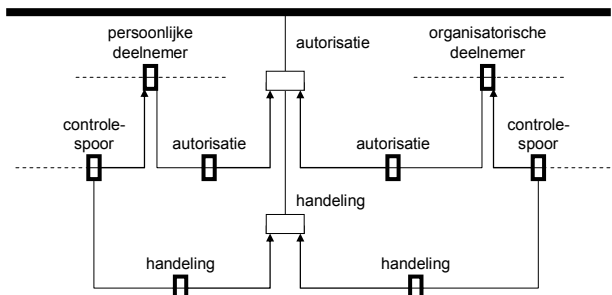 persoonlijke
deelnemer
autorisatie
organisatorische
deelnemer
controle-
spoor
autorisatie
autorisatie
controle-
spoor
handeling
handeling
handeling